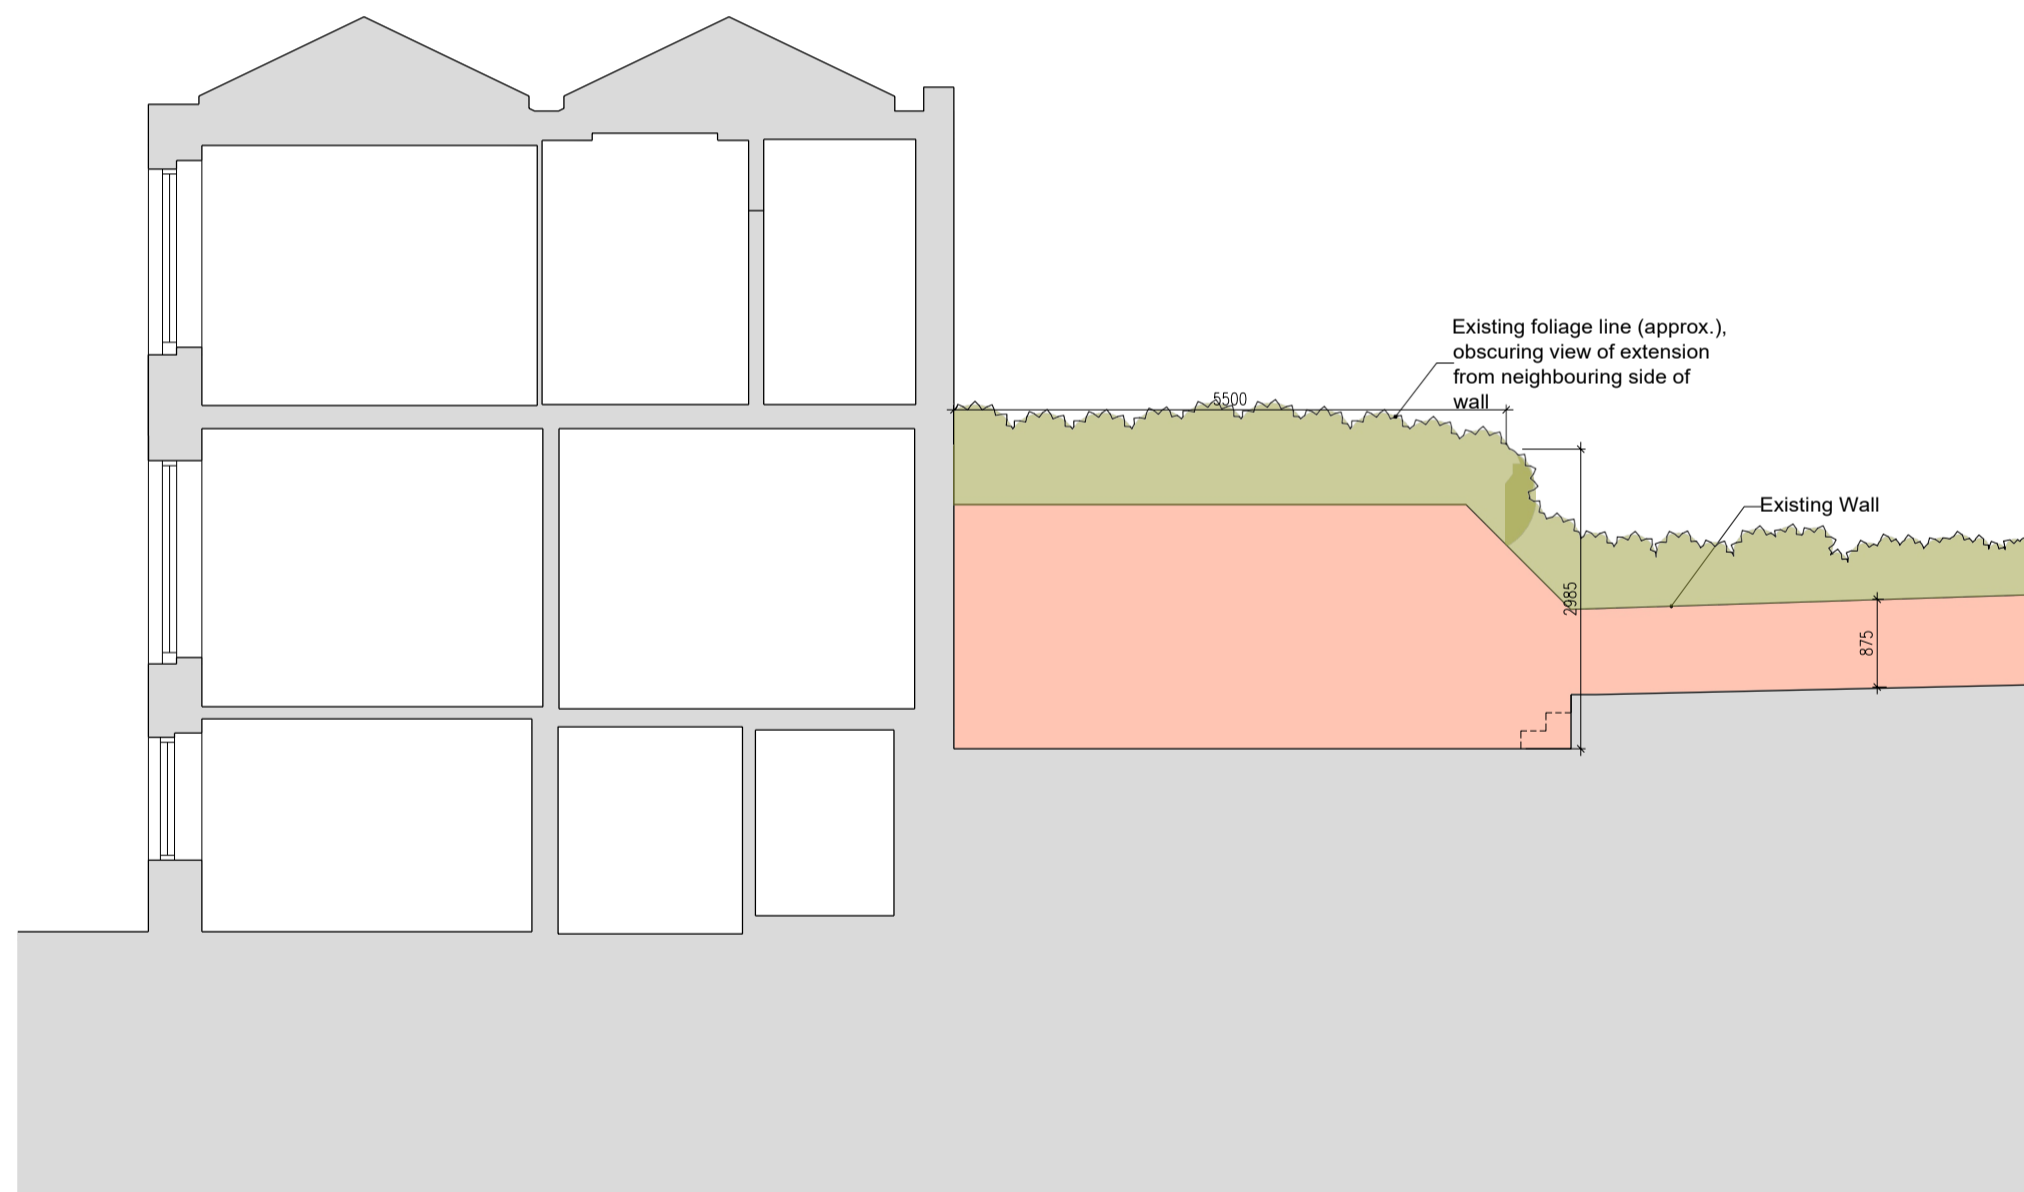 Existing foliage line (approx.),
obscuring view of extension
from neighbouring side of
wall
5500
Existing Wall
2985
875